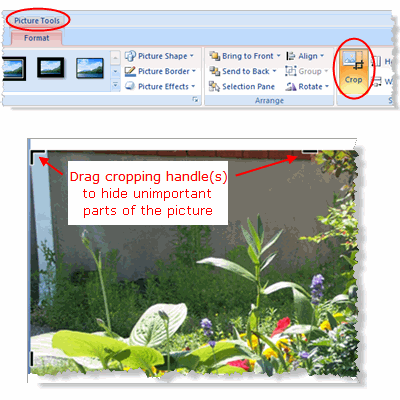 Picture Tools
Format
Picture Shape
Bring to Front
Align
Picture Border
Send to Back
Group
Picture Effects
Selection Pane
Rotate
Crop
Arrange
Drag cropping handle(s)
to hide unimportant
parts of the picture